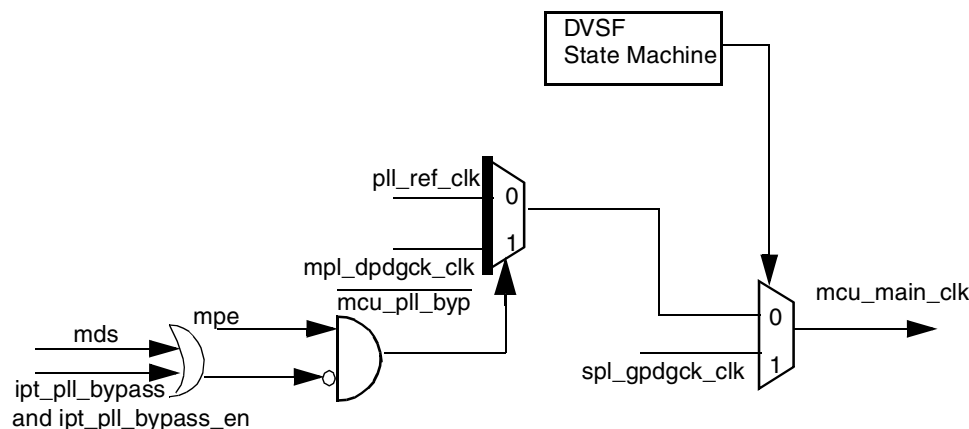 DVSF
State Machine
pll_ref_clk
0
1
mpl_dpdgck_clk
mcu_pll_byp
mcu_main_clk
mpe
0
mds
spl_gpdgck_clk
1
ipt_pll_bypass
and ipt_pll_bypass_en